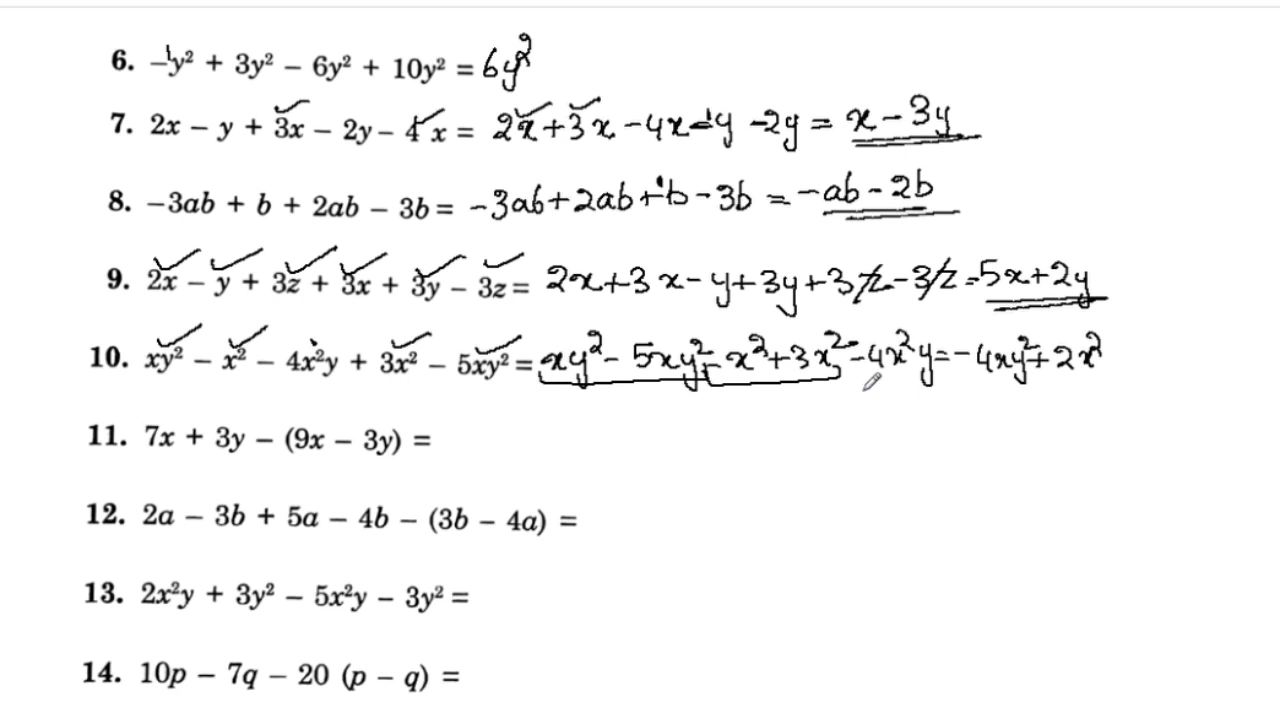 6. –1y² + 3y² – 6y² + 10y² = 6y²
7. 2x – y + 3x – 2y – 4x = 2x + 3x – 4x – y – 2y = x – 3y
8. –3ab + b + 2ab – 3b = –3ab + 2ab + 1b – 3b = –ab – 2b
9. 2x – y + 3z + 3x + 3y – 3z = 2x + 3x – y + 3y + 3z – 3z = 5x + 2y
10. xy² – x² – 4x²y + 3x² – 5xy² = xy² – 5xy² – x² + 3x² – 4x²y = –4xy² + 2x²
11. 7x + 3y – (9x – 3y) =
12. 2a – 3b + 5a – 4b – (3b – 4a) =
13. 2x²y + 3y² – 5x²y – 3y² =
14. 10p – 7q – 20 (p – q) =